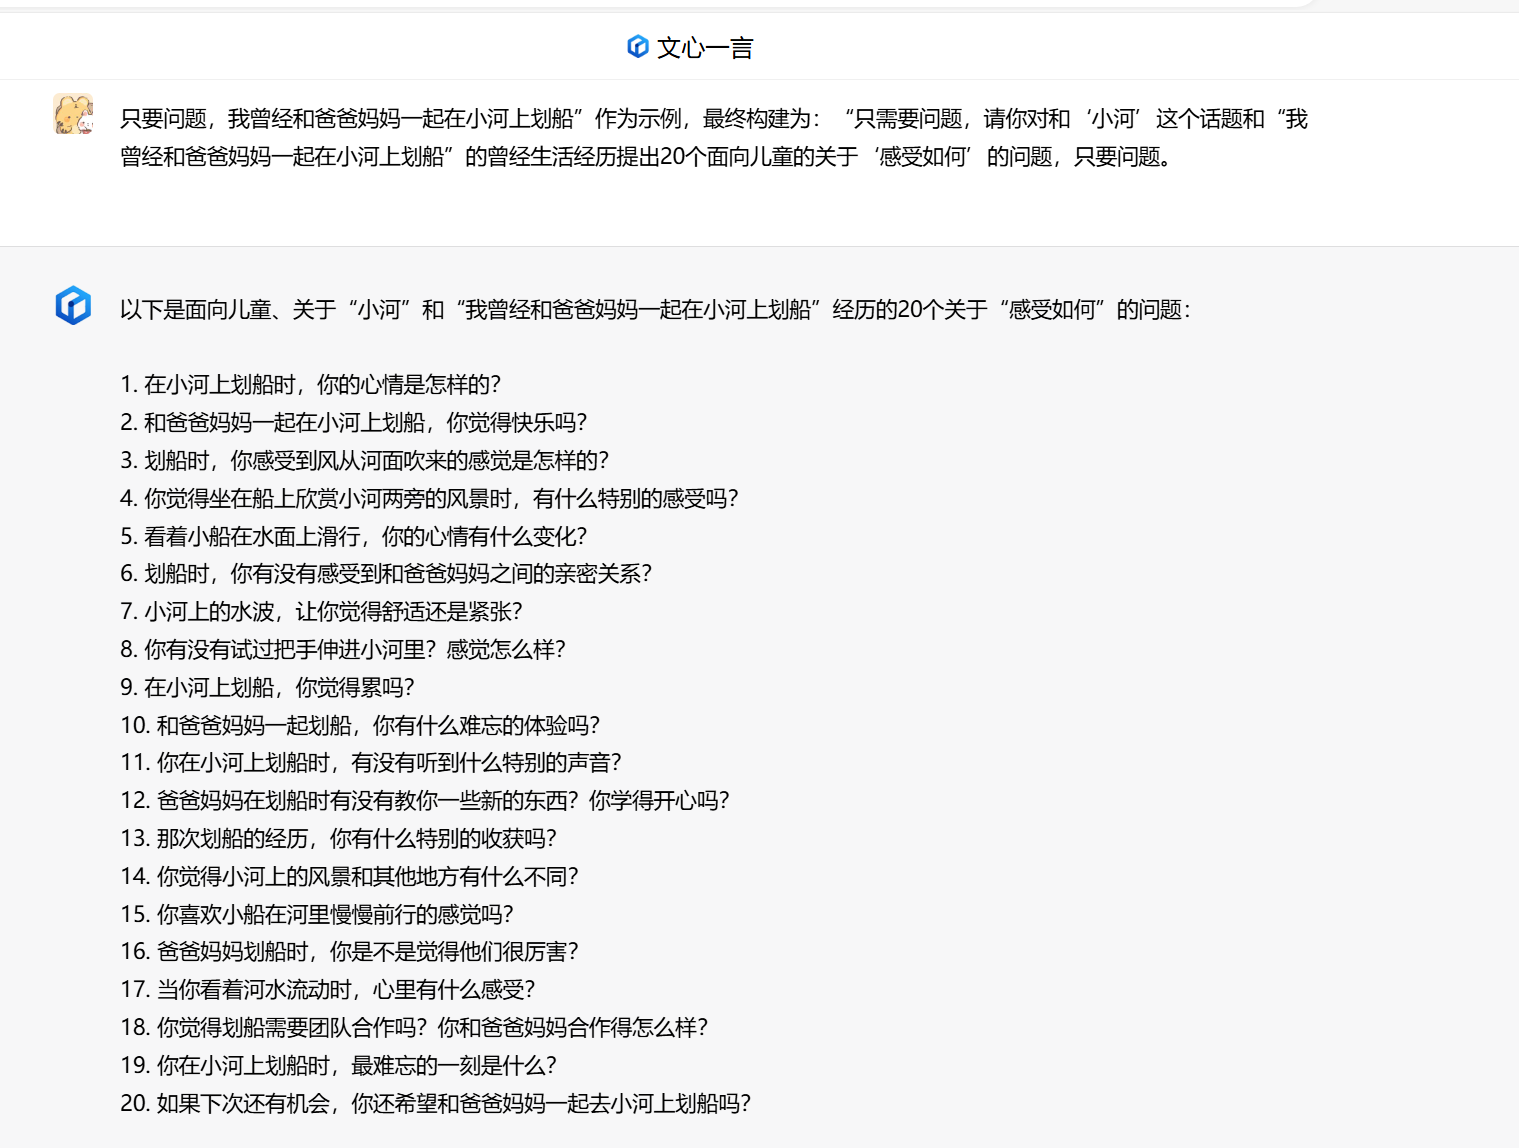 文心一言
只要问题，我曾经和爸爸妈妈一起在小河上划船”作为示例，最终构建为：“只需要问题，请你对和‘小河’这个话题和“我
曾经和爸爸妈妈一起在小河上划船”的曾经生活经历提出20个面向儿童的关于‘感受如何’的问题，只要问题。
以下是面向儿童、关于“小河”和“我曾经和爸爸妈妈一起在小河上划船”经历的20个关于“感受如何”的问题：
1. 在小河上划船时，你的心情是怎样的？
2. 和爸爸妈妈一起在小河上划船，你觉得快乐吗？
3. 划船时，你感受到风从河面吹来的感觉是怎样的？
4. 你觉得坐在船上欣赏小河两旁的风景时，有什么特别的感受吗？
5. 看着小船在水面上滑行，你的心情有什么变化？
6. 划船时，你有没有感受到和爸爸妈妈之间的亲密关系？
7. 小河上的水波，让你觉得舒适还是紧张？
8. 你有没有试过把手伸进小河里？感觉怎么样？
9. 在小河上划船，你觉得累吗？
10. 和爸爸妈妈一起划船，你有什么难忘的体验吗？
11. 你在小河上划船时，有没有听到什么特别的声音？
12. 爸爸妈妈在划船时有没有教你一些新的东西？你学得开心吗？
13. 那次划船的经历，你有什么特别的收获吗？
14. 你觉得小河上的风景和其他地方有什么不同？
15. 你喜欢小船在河里慢慢前行的感觉吗？
16. 爸爸妈妈划船时，你是不是觉得他们很厉害？
17. 当你看着河水流动时，心里有什么感受？
18. 你觉得划船需要团队合作吗？你和爸爸妈妈合作得怎么样？
19. 你在小河上划船时，最难忘的一刻是什么？
20. 如果下次还有机会，你还希望和爸爸妈妈一起去小河上划船吗？